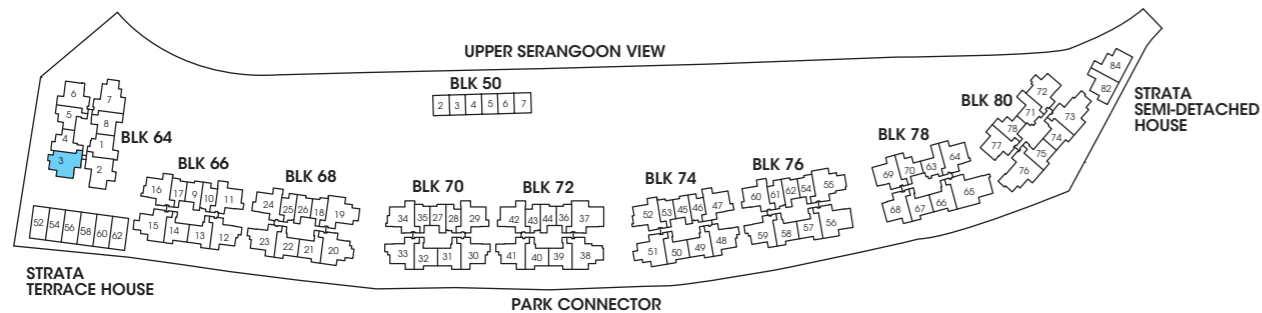 UPPER SERANGOON VIEW
BLK 50
2 3 4 5 6 7
BLK 64
6 7
5 8
4 1
3 2
BLK 66
16 17 9 10 11
15 14 13 12
BLK 68
24 25 26 18 19
23 22 21 20
BLK 70
34 35 27 28 29
33 32 31 30
BLK 72
42 43 44 36 37
41 40 39 38
BLK 74
52 53 45 46 47
51 50 49 48
BLK 76
60 61 62 54 55
59 58 57 56
BLK 78
69 70 63 64
68 67 66 65
BLK 80
72
71 73
78 74
77 75
76
84
82
STRATA
SEMI-DETACHED
HOUSE
52 54 56 58 60 62
STRATA
TERRACE HOUSE
PARK CONNECTOR